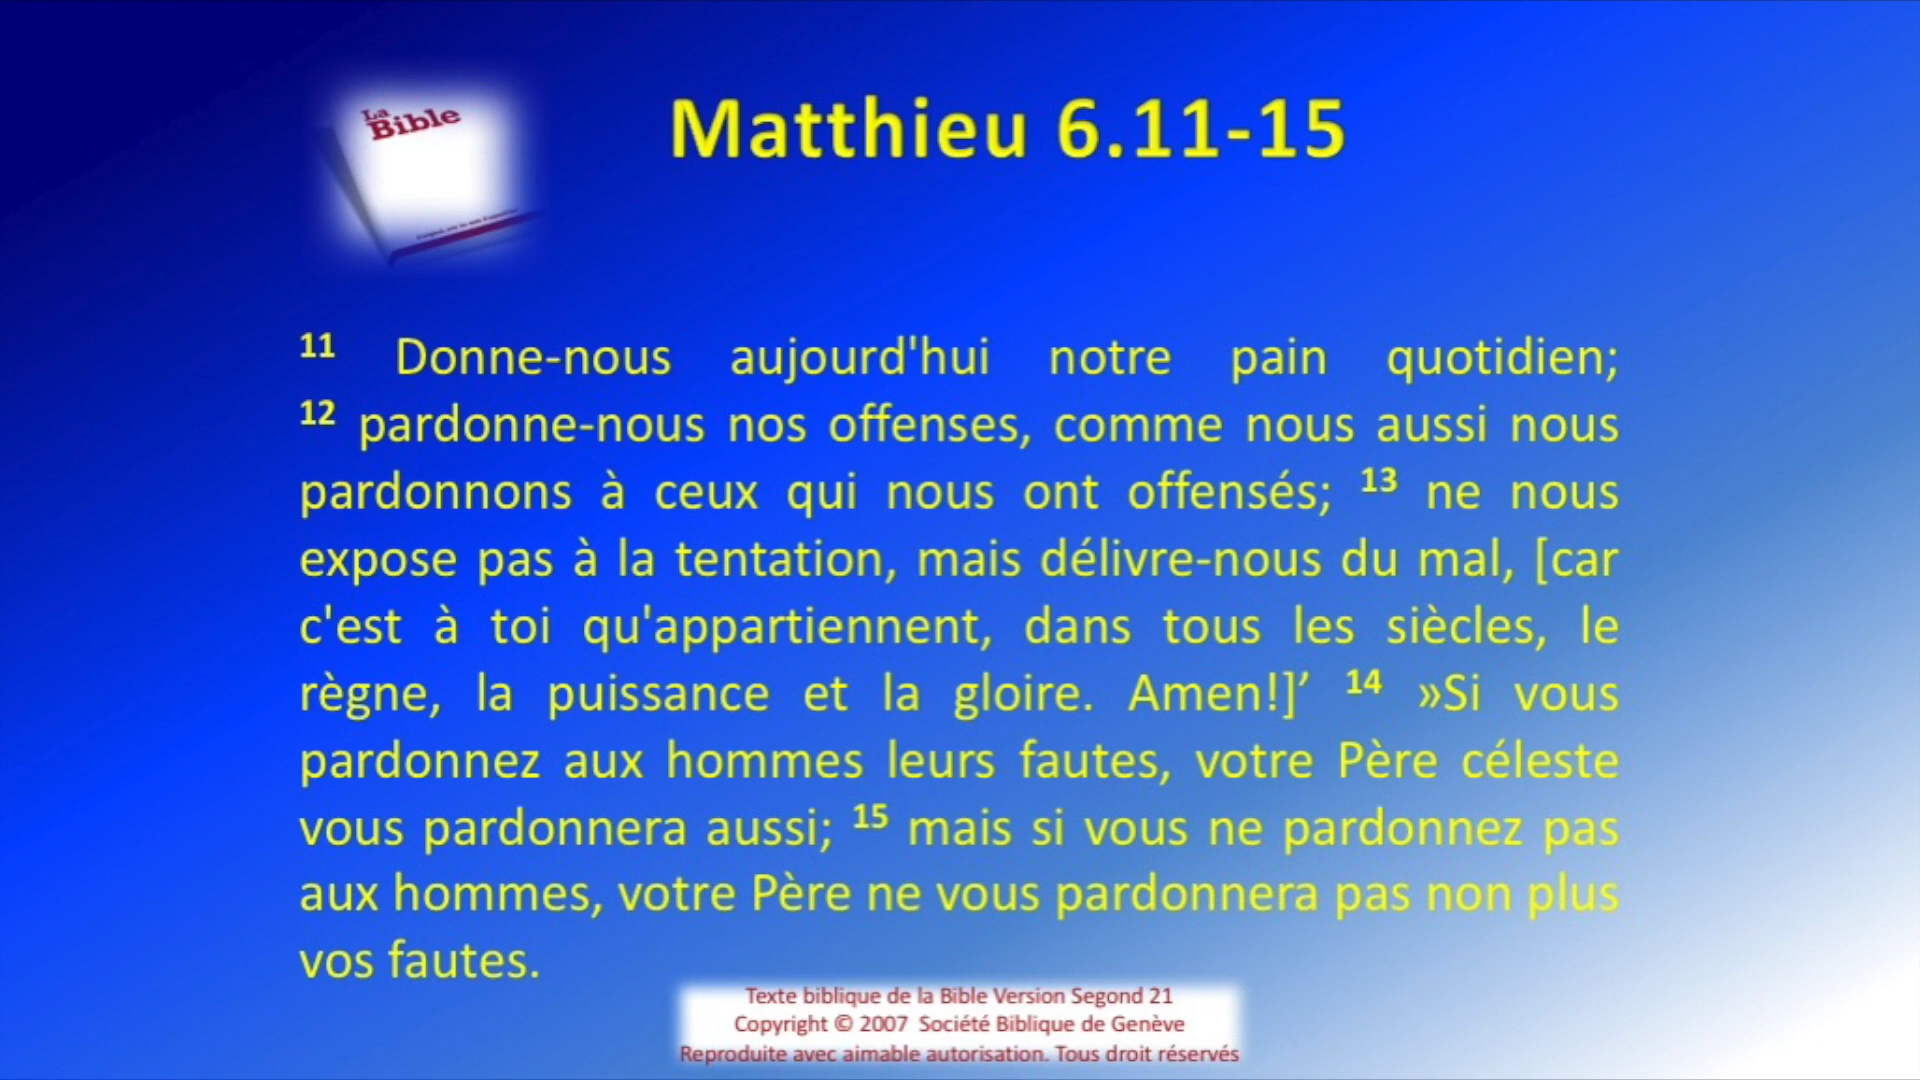 La
Bible
Matthieu 6.11-15
11 Donne-nous aujourd'hui notre pain quotidien;
12 pardonne-nous nos offenses, comme nous aussi nous
pardonnons à ceux qui nous ont offensés; 13 ne nous
expose pas à la tentation, mais délivre-nous du mal, [car
c'est à toi qu'appartiennent, dans tous les siècles, le
règne, la puissance et la gloire. Amen!]’ 14 »Si vous
pardonnez aux hommes leurs fautes, votre Père céleste
vous pardonnera aussi; 15 mais si vous ne pardonnez pas
aux hommes, votre Père ne vous pardonnera pas non plus
vos fautes.
Texte biblique de la Bible Version Segond 21
Copyright © 2007 Société Biblique de Genève
Reproduite avec aimable autorisation. Tous droit réservés